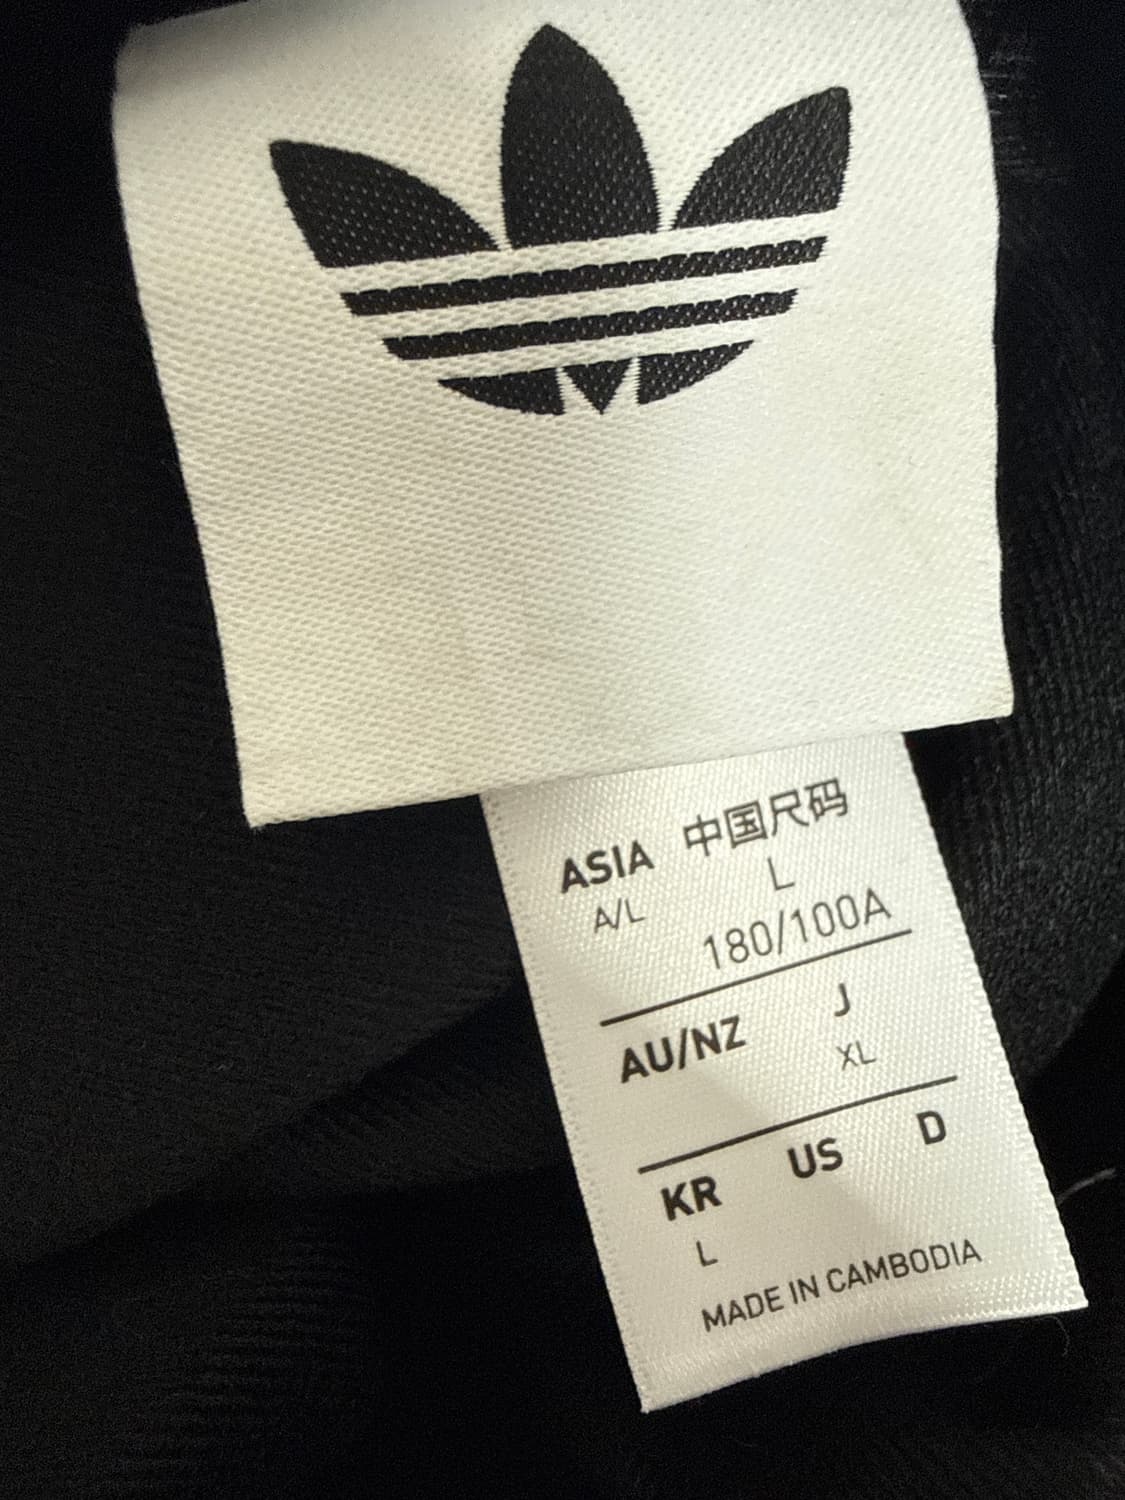 ASIA 中国尺码
A/L L
180/100A
AU/NZ J
XL
KR US D
L
MADE IN CAMBODIA